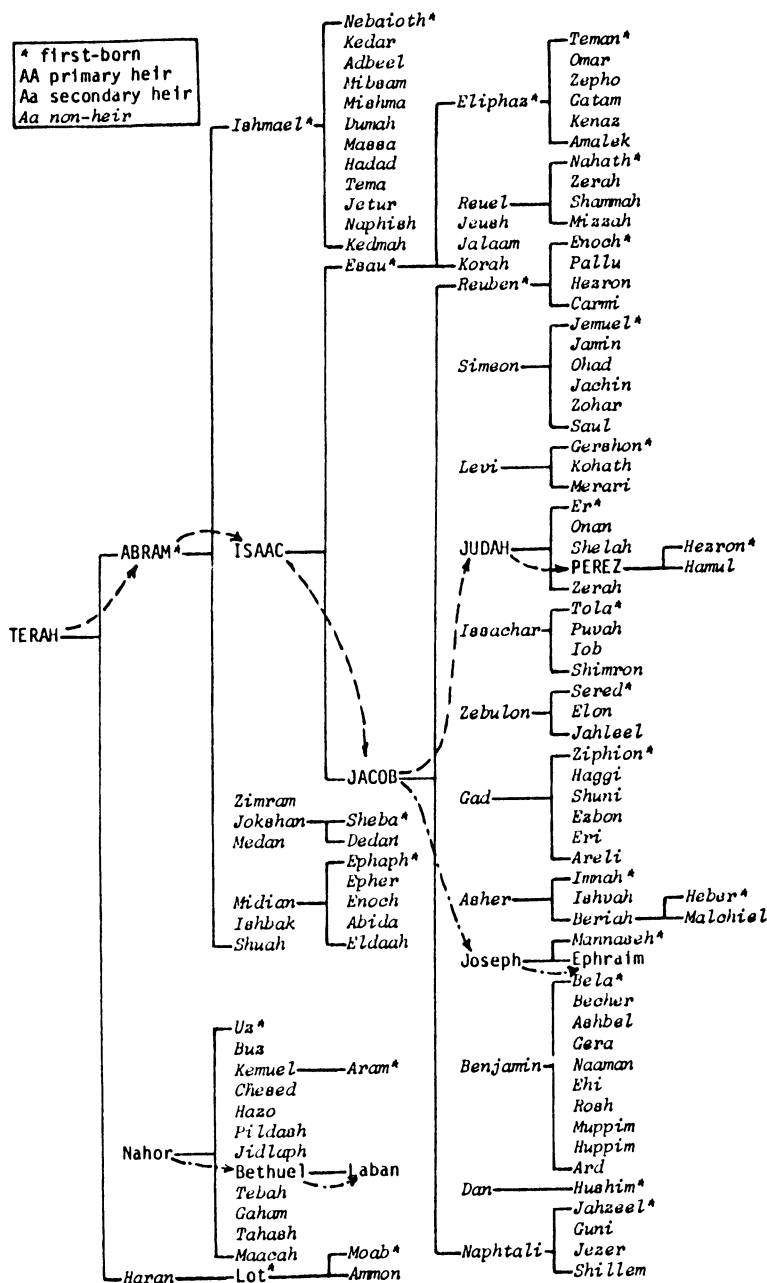 * first-born
AA primary heir
Aa secondary heir
Aa non-heir
TERAH
ABRAM*
Nahor
Haran
Ishmael*
ISAAC
Zimram
Jokshan
Medan
Midian
Ishbak
Shuah
Uz*
Buz
Kemuel
Chesed
Hazo
Pildash
Jidlaph
Bethuel
Tebah
Gaham
Tahash
Maacah
Lot*
Nebaioth*
Kedar
Adbeel
Mibsam
Mishma
Dumah
Massa
Hadad
Tema
Jetur
Naphish
Kedmah
Esau*
JACOB
Sheba*
Dedan
Ephaph*
Epher
Enoch
Abida
Eldaah
Aram*
Laban
Moab*
Ammon
Eliphaz*
Reuel
Jeush
Jalaam
Korah
Reuben*
Simeon
Levi
JUDAH
Issachar
Zebulon
Gad
Asher
Joseph
Benjamin
Dan
Naphtali
Teman*
Omar
Zepho
Gatam
Kenaz
Amalek
Nahath*
Zerah
Shammah
Mizzah
Enoch*
Pallu
Hezron
Carmi
Jemuel*
Jamin
Ohad
Jachin
Zohar
Saul
Gershon*
Kohath
Merari
Er*
Onan
Shelah
PEREZ
Zerah
Tola*
Puvah
Iob
Shimron
Sered*
Elon
Jahleel
Ziphion*
Haggi
Shuni
Ezbon
Eri
Areli
Imnah*
Ishvah
Beriah
Mannaseh*
Ephraim
Bela*
Becher
Ashbel
Gera
Naaman
Ehi
Rosh
Muppim
Huppim
Ard
Hushim*
Jahzeel*
Guni
Jezer
Shillem
Hezron*
Hamul
Heber*
Malchiel